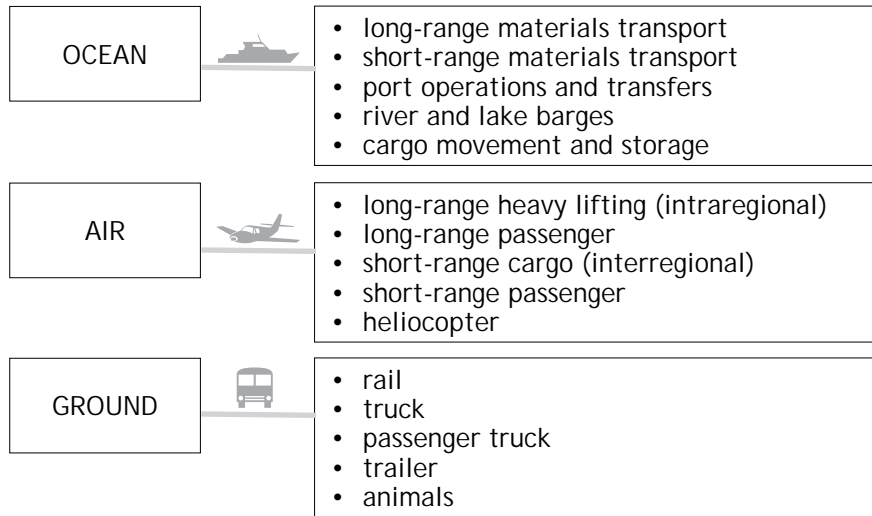 OCEAN
• long-range materials transport
• short-range materials transport
• port operations and transfers
• river and lake barges
• cargo movement and storage
AIR
• long-range heavy lifting (intraregional)
• long-range passenger
• short-range cargo (interregional)
• short-range passenger
• heliocopter
GROUND
• rail
• truck
• passenger truck
• trailer
• animals